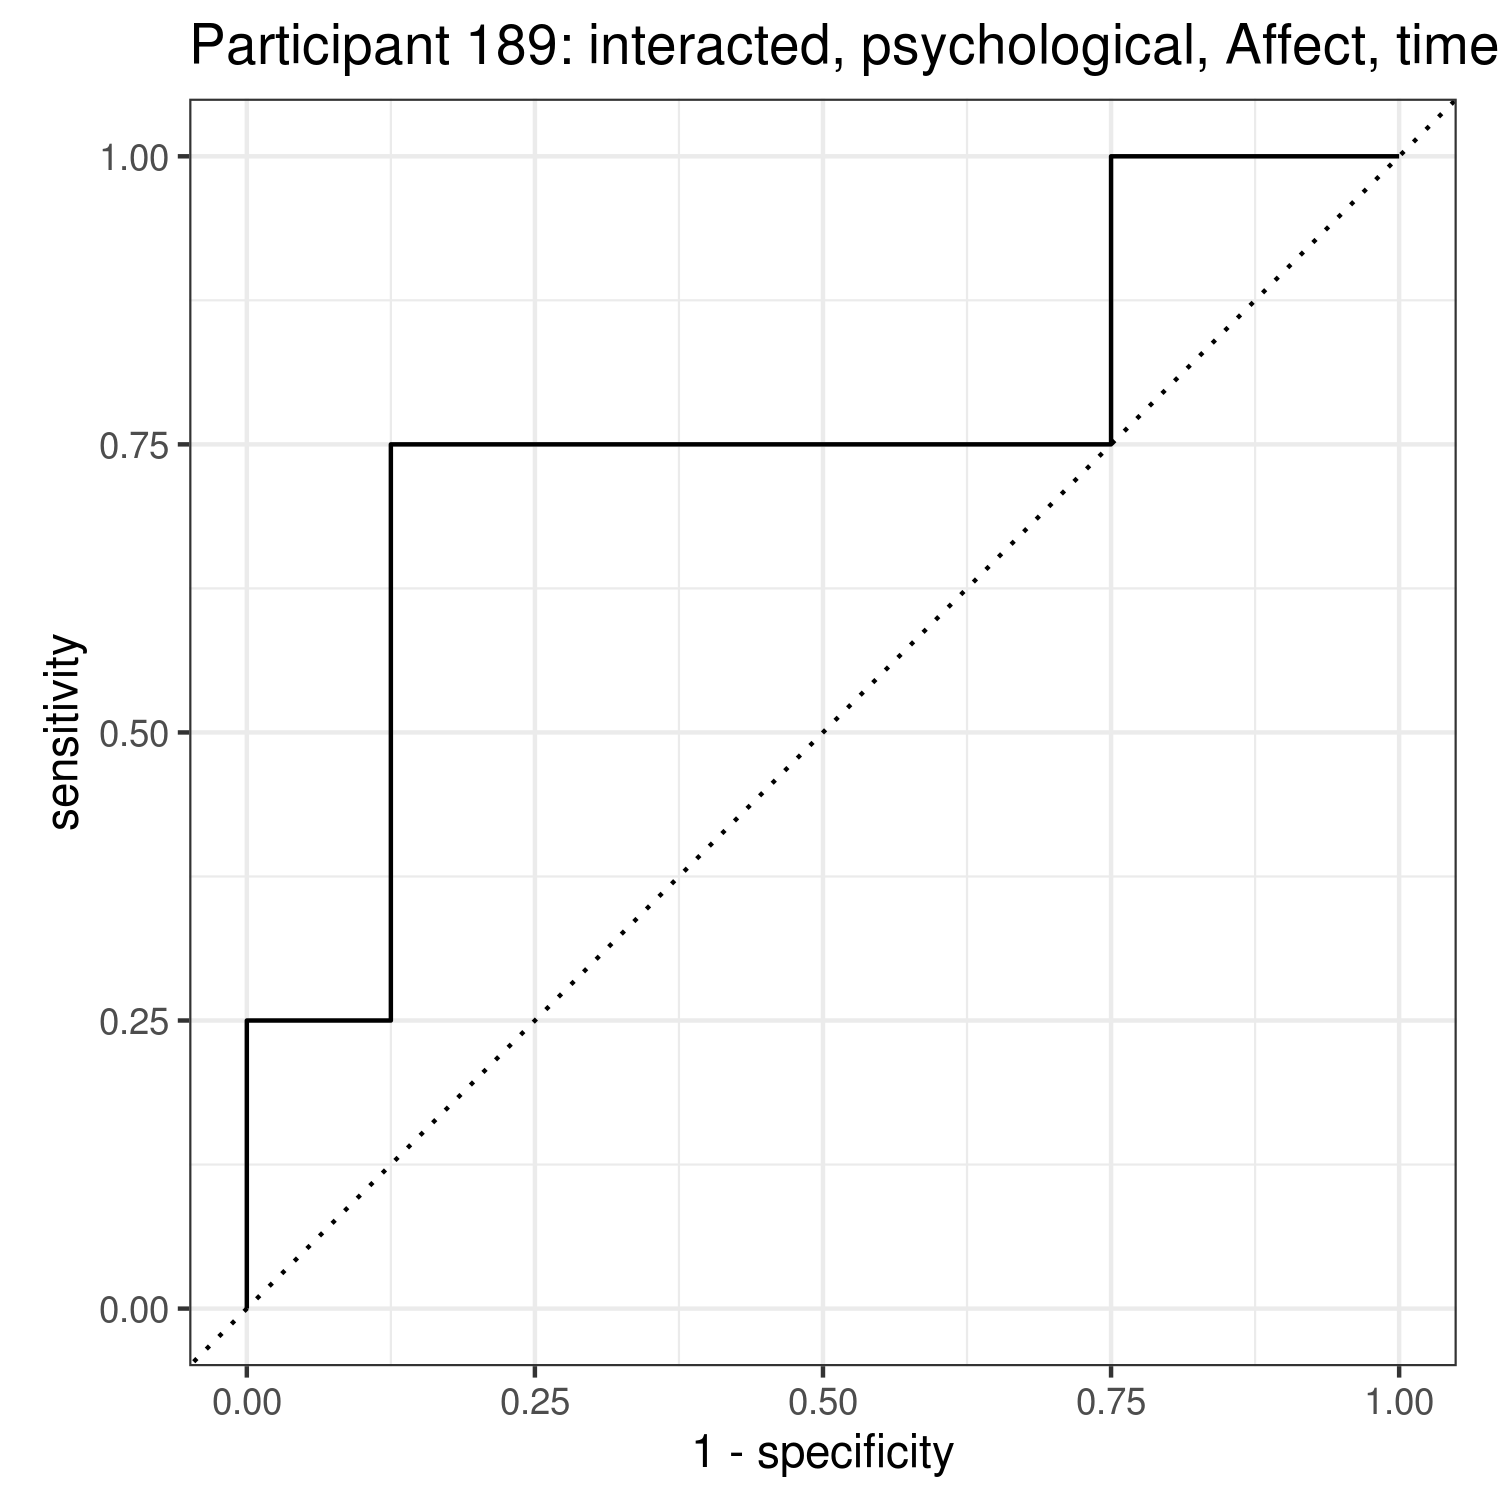 Participant 189: interacted, psychological, Affect, time
1.00
0.75
0.50
0.25
0.00
sensitivity
0.00 0.25 0.50 0.75 1.00
1 - specificity